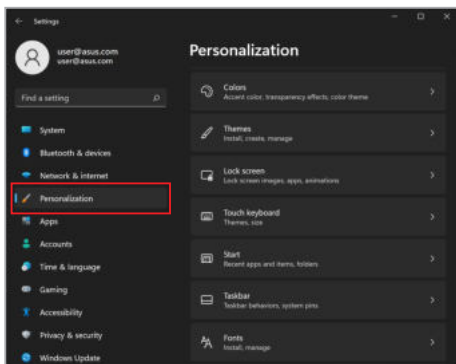 Settings
user@asus.com
user@asus.com
Find a setting
System
Bluetooth & devices
Network & internet
Personalization
Apps
Accounts
Time & language
Gaming
Accessibility
Privacy & security
Windows Update
Personalization
Colors
Accent color, transparency effects, color theme
Themes
Install, create, manage
Lock screen
Lock screen images, apps, animations
Touch keyboard
Themes, size
Start
Recent apps and items, folders
Taskbar
Taskbar behaviors, system pins
Fonts
Install, manage